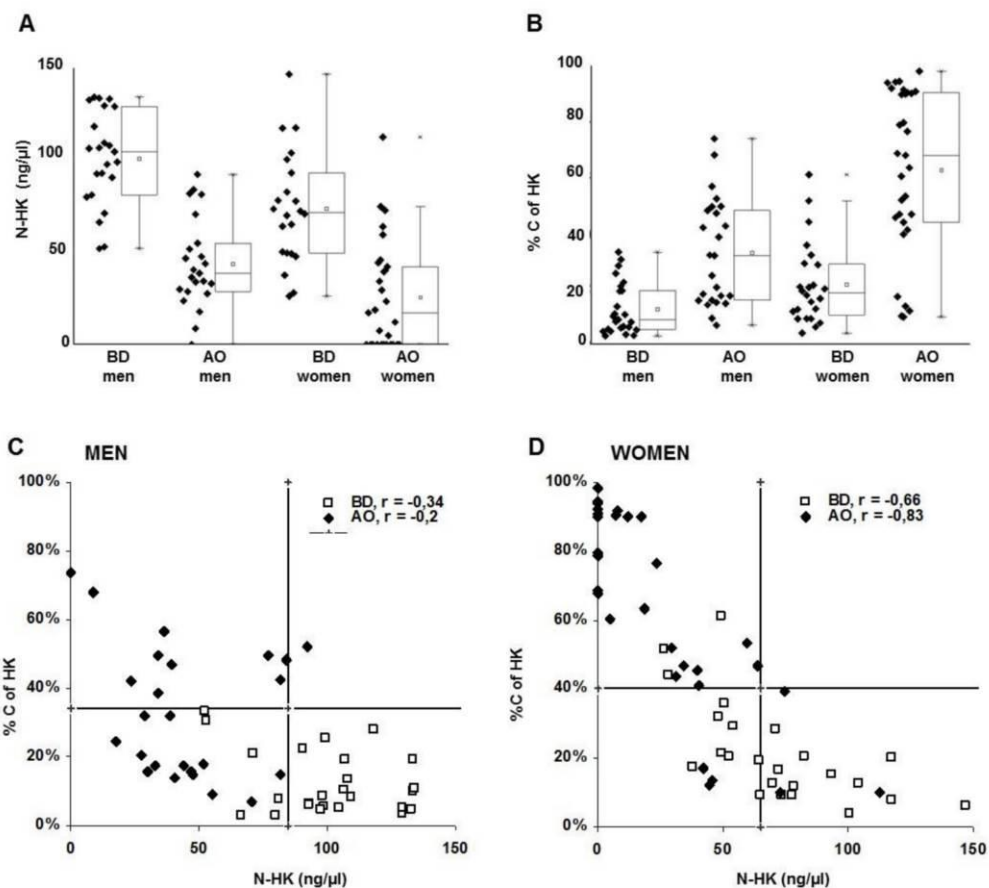 A
B
150
100
50
0
N-HK (ng/µl)
BD
men
AO
men
BD
women
AO
women
100
80
60
40
20
0
% C of HK
BD
men
AO
men
BD
women
AO
women
C
MEN
100%
80%
60%
40%
20%
0%
% C of HK
BD, r = -0,34
AO, r = -0,2
0
50
100
150
N-HK (ng/µl)
D
WOMEN
100%
80%
60%
40%
20%
0%
%C of HK
BD, r = -0,66
AO, r = -0,83
0
50
100
150
N-HK (ng/µl)